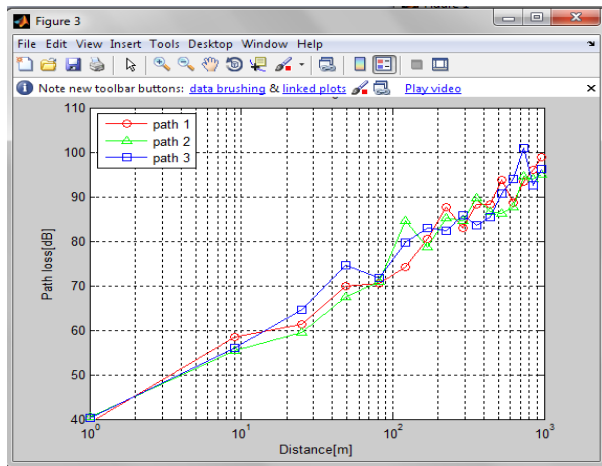 Figure 3
File Edit View Insert Tools Desktop Window Help
Note new toolbar buttons: data brushing & linked plots Play video
110
100
90
80
70
60
50
40
path 1
path 2
path 3
Path loss[dB]
10^0 10^1 10^2 10^3
Distance[m]